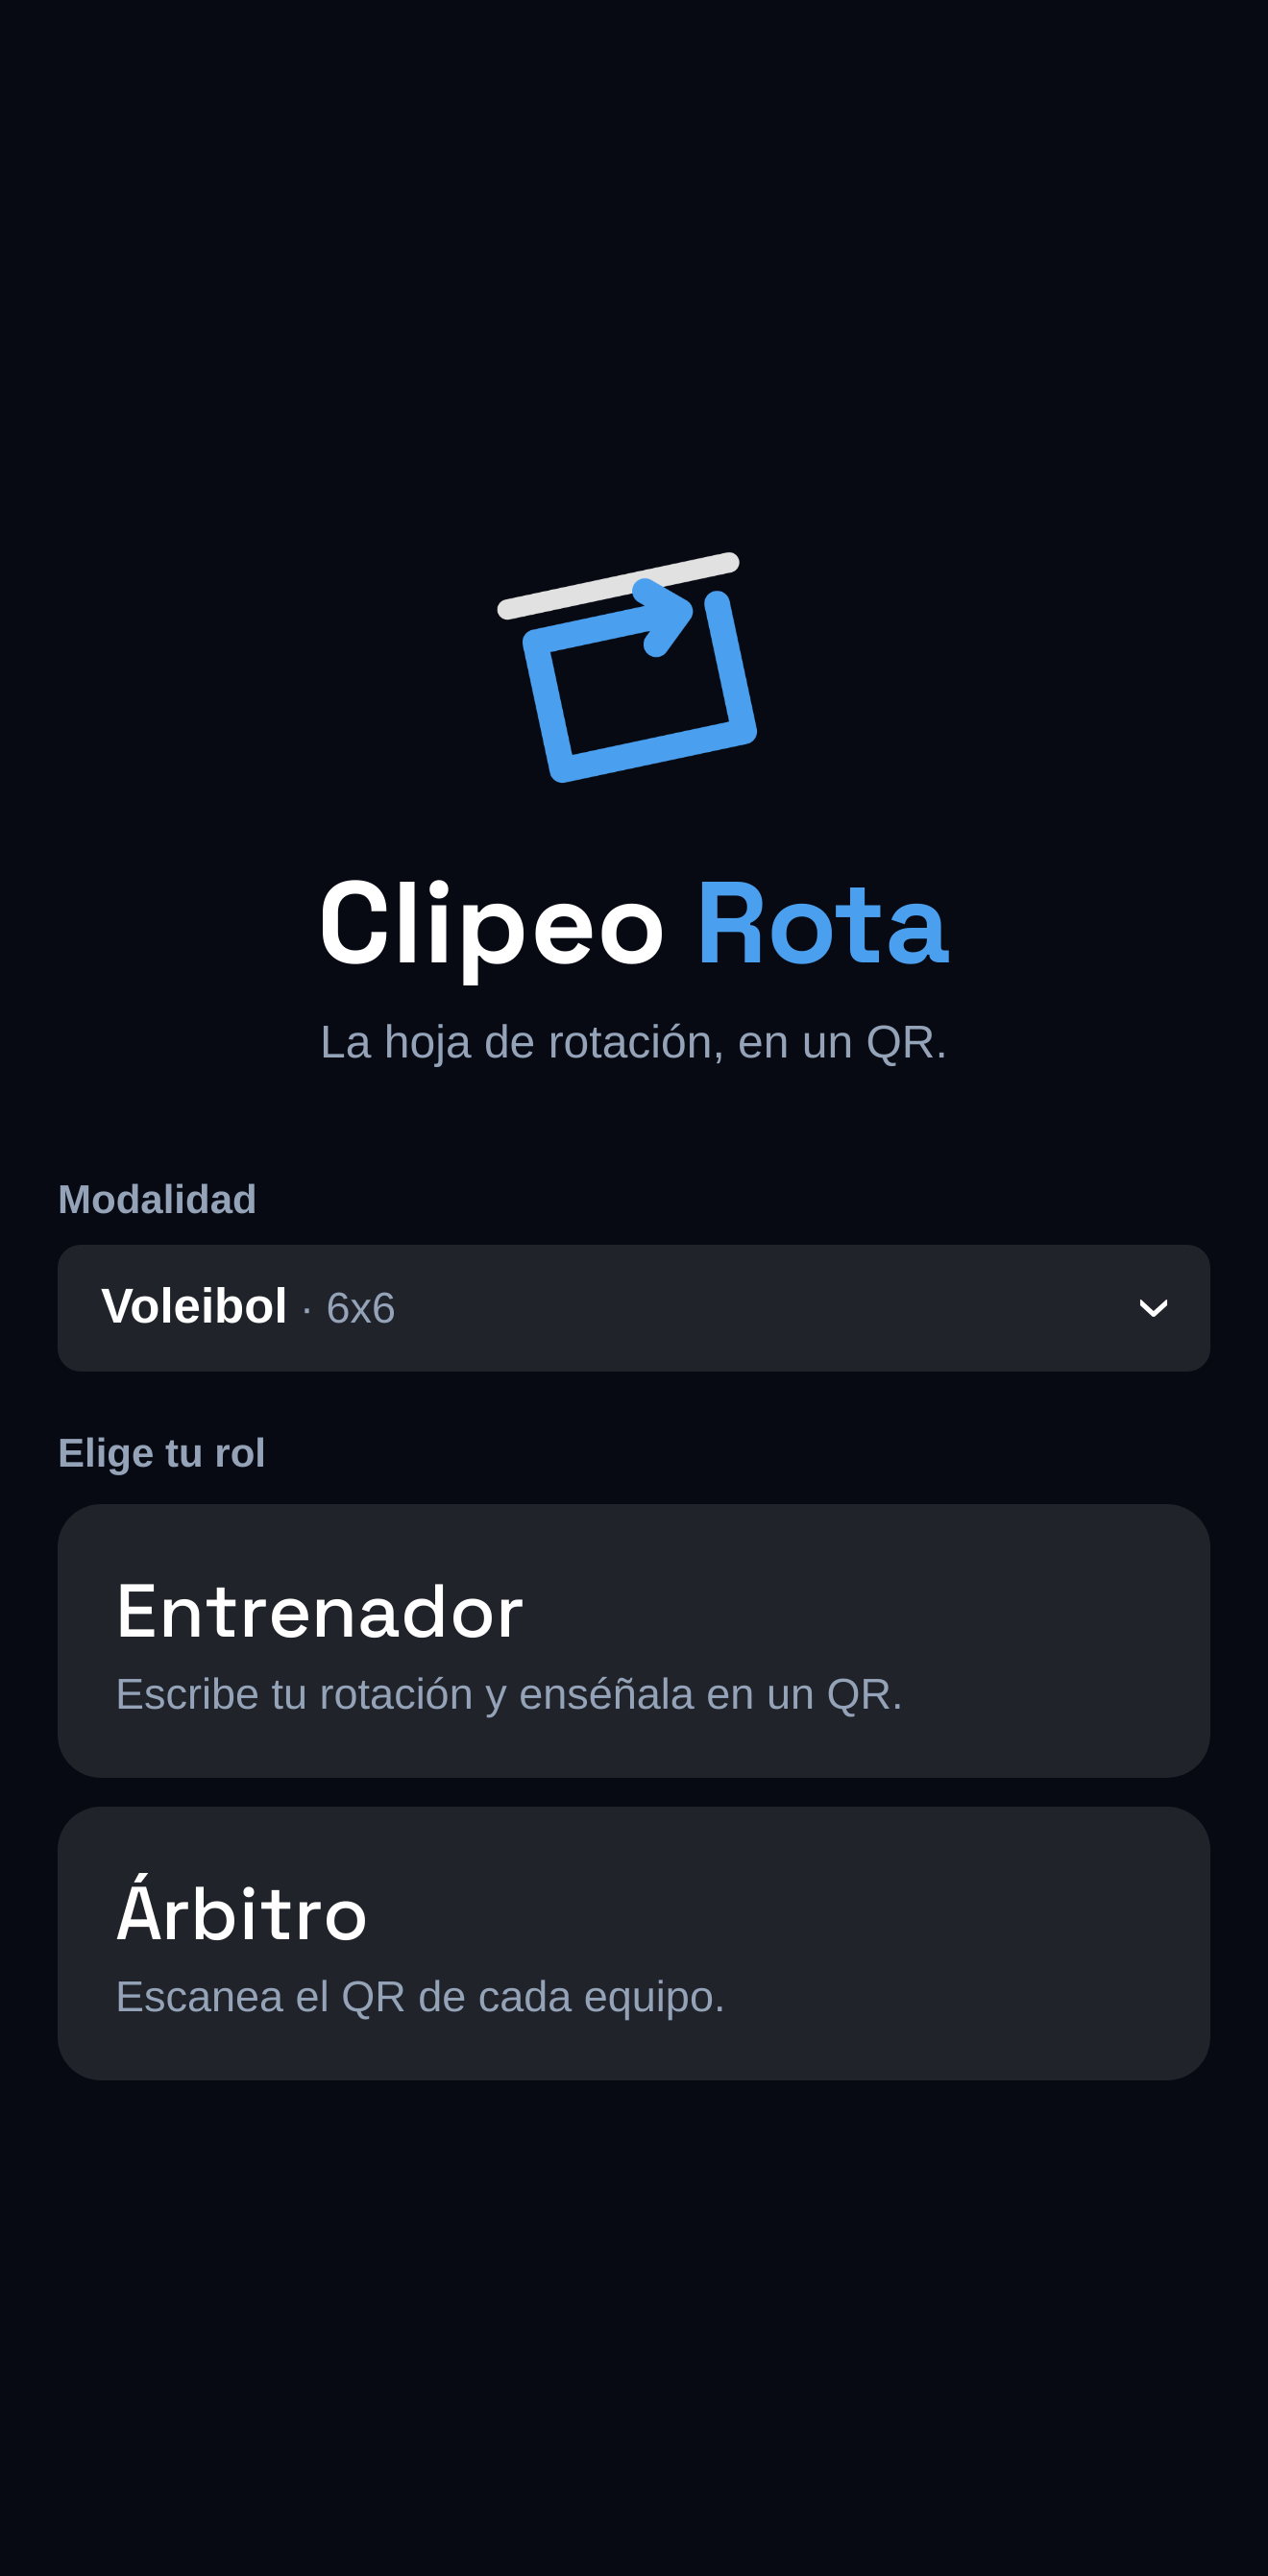 Clipeo Rota
La hoja de rotación, en un QR.
Modalidad
Voleibol · 6x6
Elige tu rol
Entrenador
Escribe tu rotación y enséñala en un QR.
Árbitro
Escanea el QR de cada equipo.